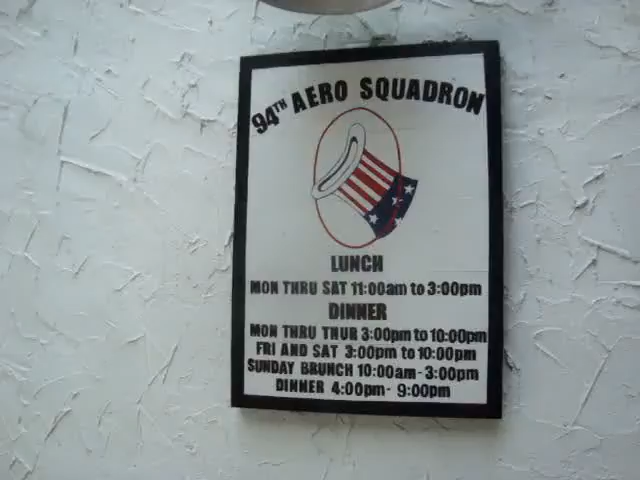 94TH AERO SQUADRON
LUNCH
MON THRU SAT 11:00am to 3:00pm
DINNER
MON THRU THUR 3:00pm to 10:00pm
FRI AND SAT 3:00pm to 10:00pm
SUNDAY BRUNCH 10:00am-3:00pm
DINNER 4:00pm- 9:00pm